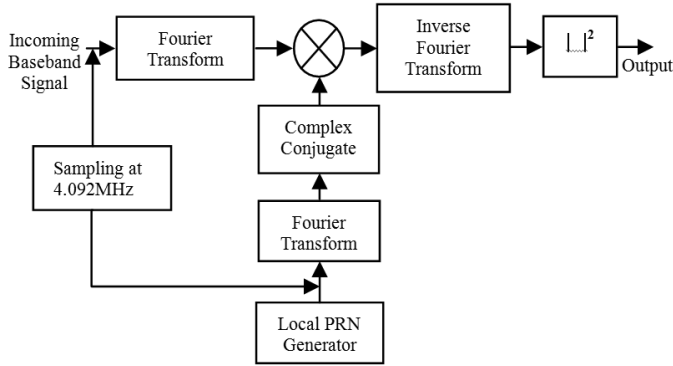 Incoming
Baseband
Signal
Fourier
Transform
Inverse
Fourier
Transform
| |²
Output
Complex
Conjugate
Sampling at
4.092MHz
Fourier
Transform
Local PRN
Generator